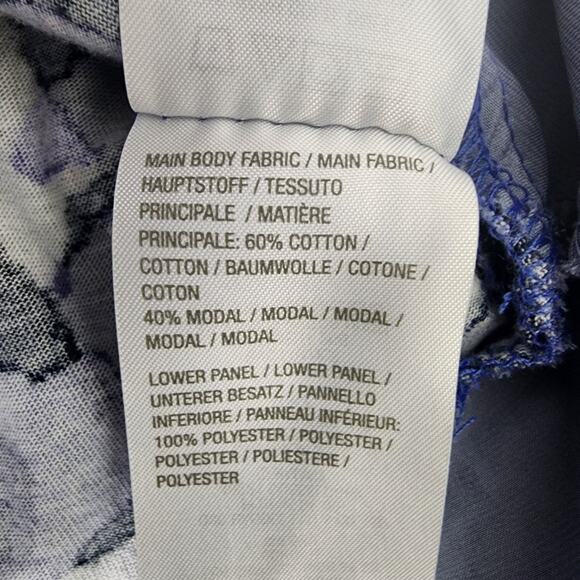 MAIN BODY FABRIC / MAIN FABRIC /
HAUPTSTOFF / TESSUTO
PRINCIPALE / MATIÈRE
PRINCIPALE: 60% COTTON /
COTTON / BAUMWOLLE / COTONE /
COTON
40% MODAL / MODAL / MODAL /
MODAL / MODAL
LOWER PANEL / LOWER PANEL /
UNTERER BESATZ / PANNELLO
INFERIORE / PANNEAU INFÉRIEUR:
100% POLYESTER / POLYESTER /
POLYESTER / POLIESTERE /
POLYESTER